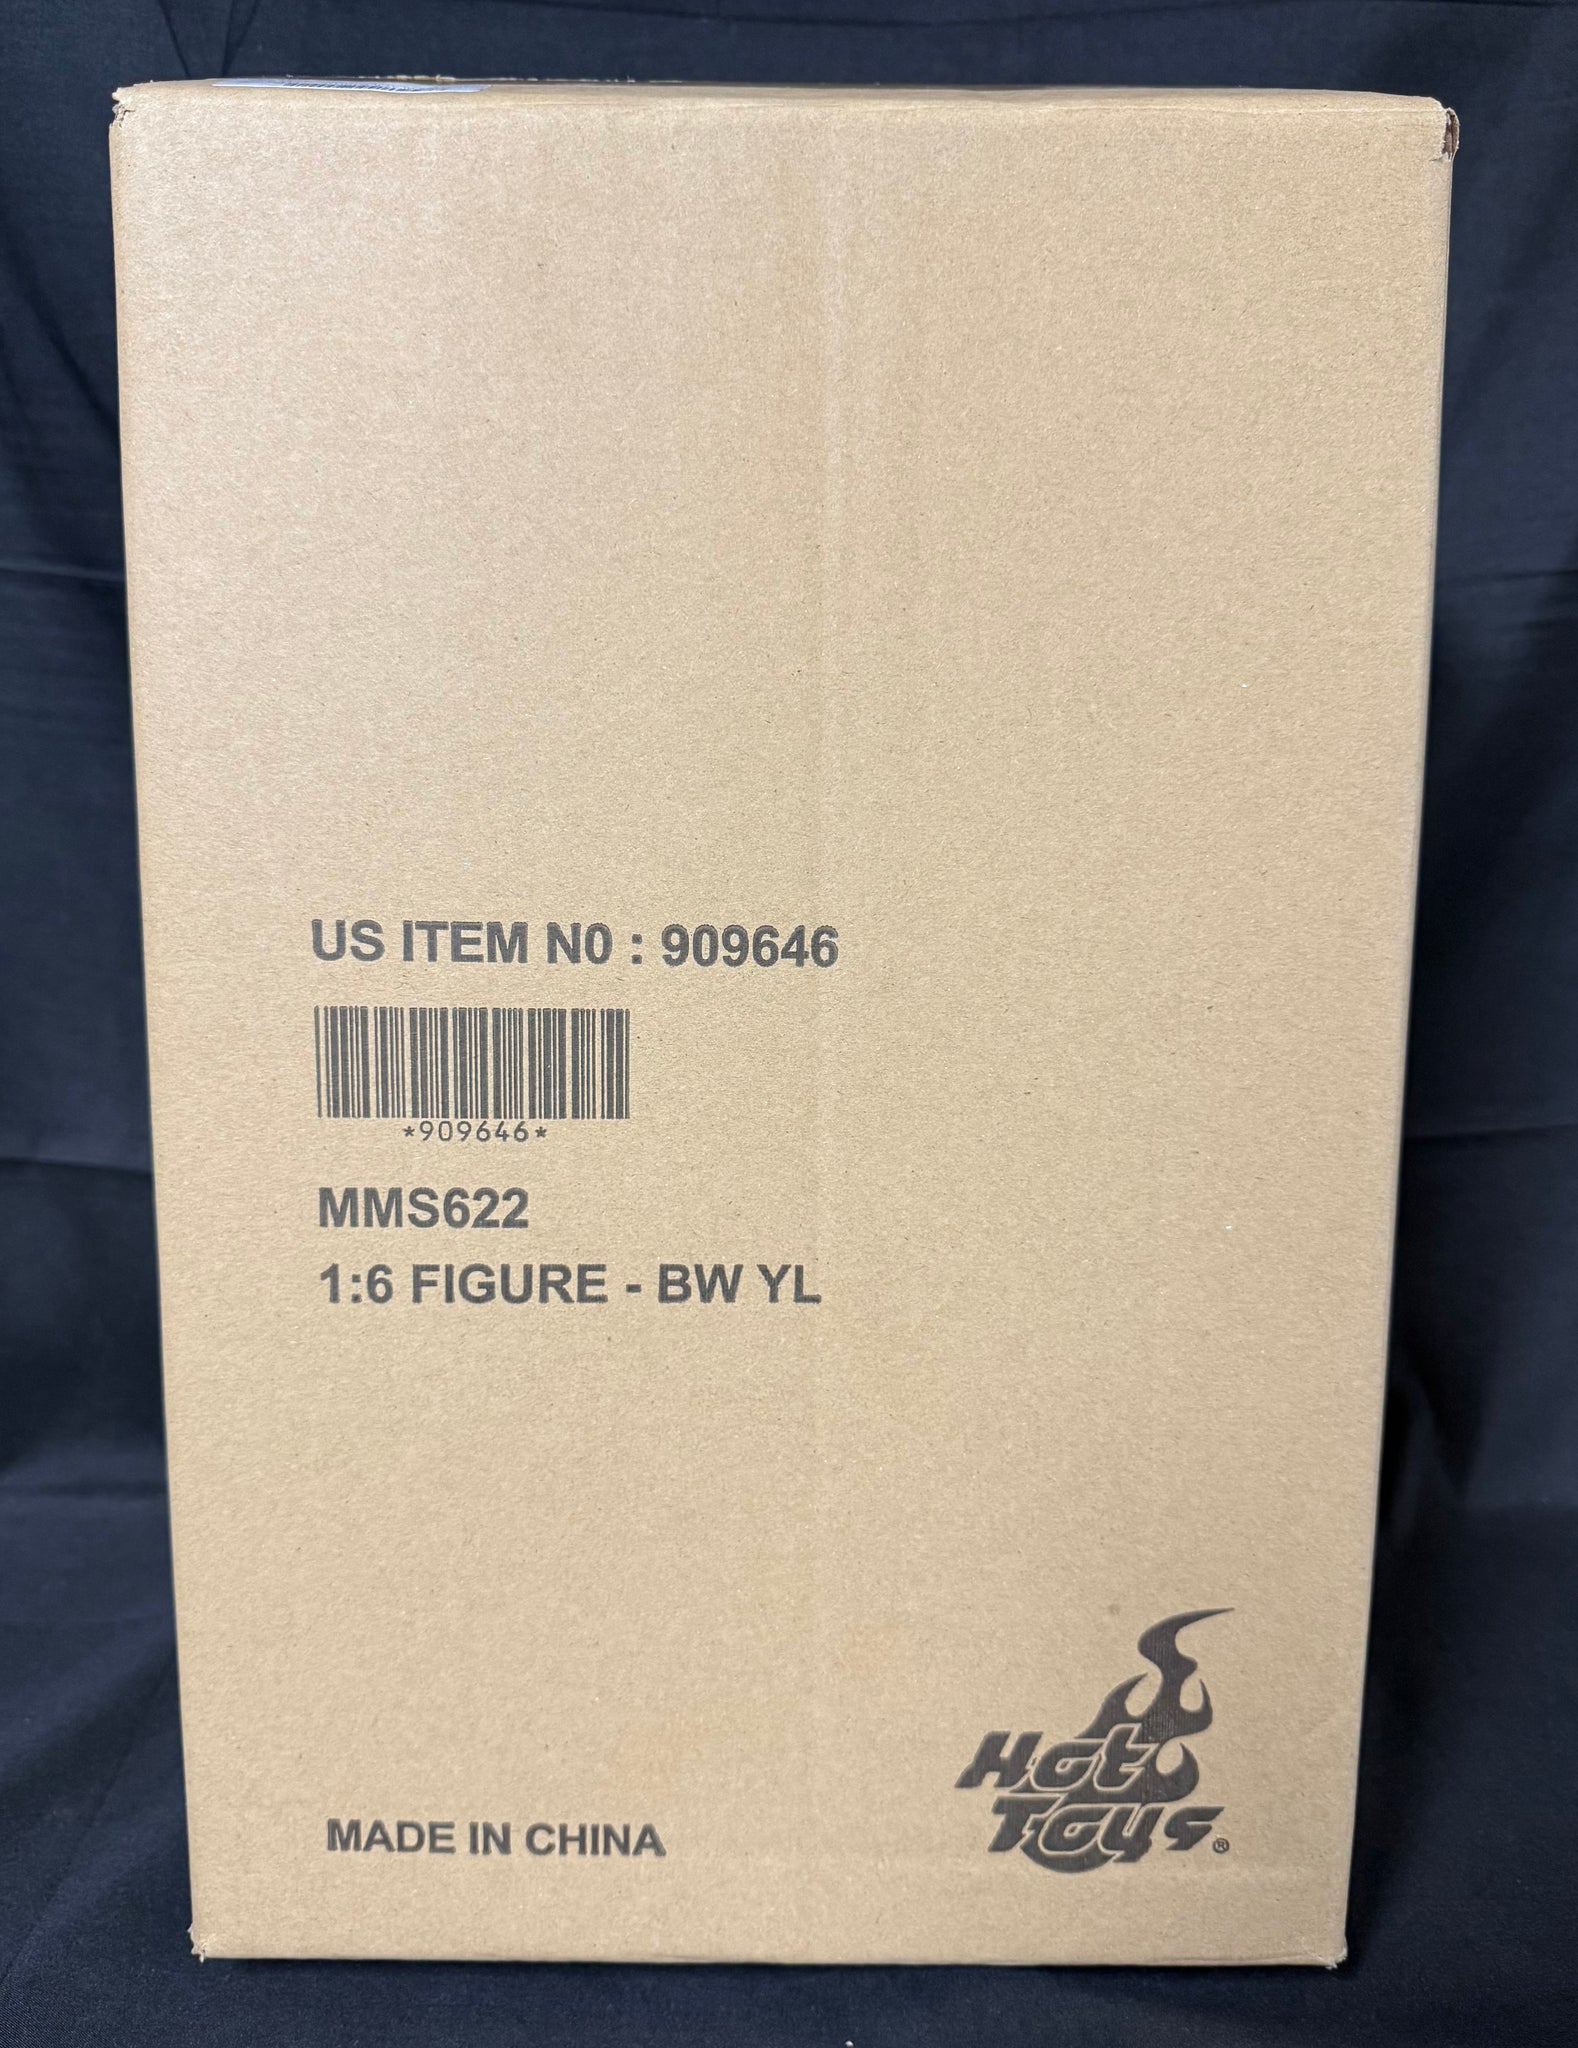 US ITEM N0 : 909646
*909646*
MMS622
1:6 FIGURE - BW YL
MADE IN CHINA
Hot
Toys®